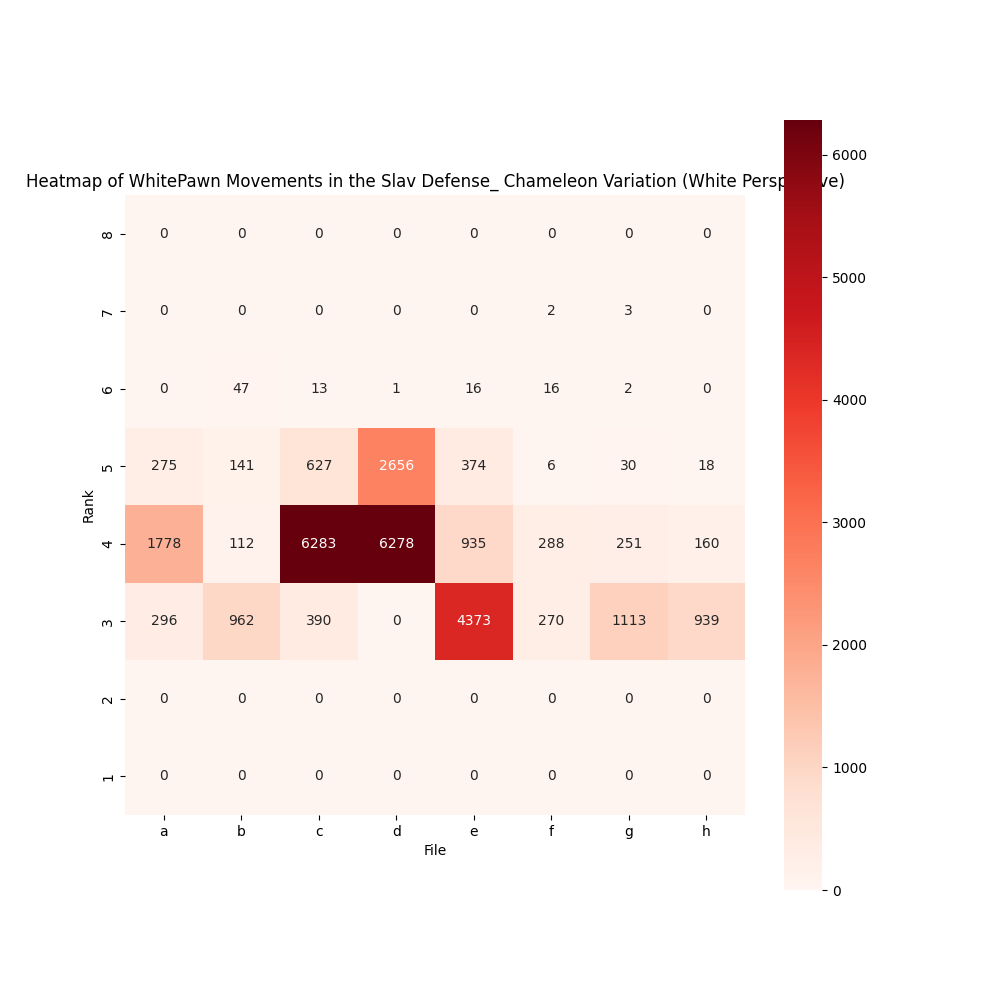 Heatmap of WhitePawn Movements in the Slav Defense_ Chameleon Variation (White Persp ve)
8 0 0 0 0 0 0 0 0
7 0 0 0 0 0 2 3 0
6 0 47 13 1 16 16 2 0
5 275 141 627 2656 374 6 30 18
4 1778 112 6283 6278 935 288 251 160
3 296 962 390 0 4373 270 1113 939
2 0 0 0 0 0 0 0 0
1 0 0 0 0 0 0 0 0
a b c d e f g h
File
Rank
6000
5000
4000
3000
2000
1000
0